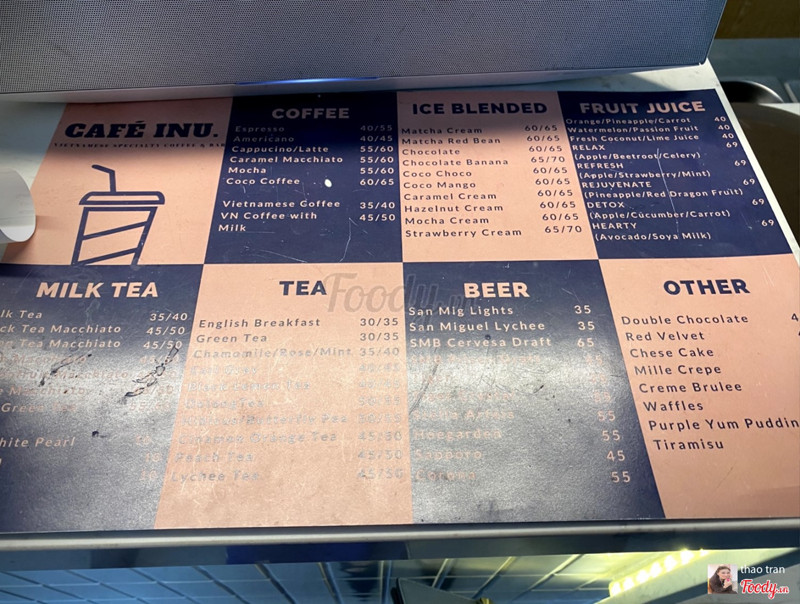 CAFÉ INU.
VIETNAMESE SPECIALTY COFFEE & BAR
COFFEE
Espresso 40/55
Americano 40/45
Cappucino/Latte 55/60
Caramel Macchiato 55/60
Mocha 55/60
Coco Coffee 60/65
Vietnamese Coffee 35/40
VN Coffee with 45/50
Milk
ICE BLENDED
Matcha Cream 60/65
Matcha Red Bean 60/65
Chocolate 60/65
Chocolate Banana 65/70
Coco Choco 60/65
Coco Mango 60/65
Caramel Cream 60/65
Hazelnut Cream 60/65
Mocha Cream 60/65
Strawberry Cream 65/70
FRUIT JUICE
Orange/Pineapple/Carrot 40
Watermelon/Passion Fruit 40
Fresh Coconut/Lime Juice 40
RELAX 69
(Apple/Beetroot/Celery)
REFRESH 69
(Apple/Strawberry/Mint)
REJUVENATE 69
(Pineapple/Red Dragon Fruit)
DETOX 69
(Apple/Cucumber/Carrot)
HEARTY 69
(Avocado/Soya Milk)
MILK TEA
lk Tea 35/40
ck Tea Macchiato 45/50
en Tea Macchiato 45/50
Green Tea
hite Pearl
TEA
English Breakfast 30/35
Green Tea 30/35
Chamomile/Rose/Mint 35/40
Oolong Tea
Orange Tea 45/50
Peach Tea 45/50
Lychee Tea 45/50
BEER
San Mig Lights 35
San Miguel Lychee 35
SMB Cervesa Draft 65
55
Hoegarden 55
Sapporo 45
Corona 55
OTHER
Double Chocolate 4
Red Velvet
Chese Cake
Mille Crepe
Creme Brulee
Waffles
Purple Yum Puddin
Tiramisu
Foody.vn
thao tran
Foody.vn